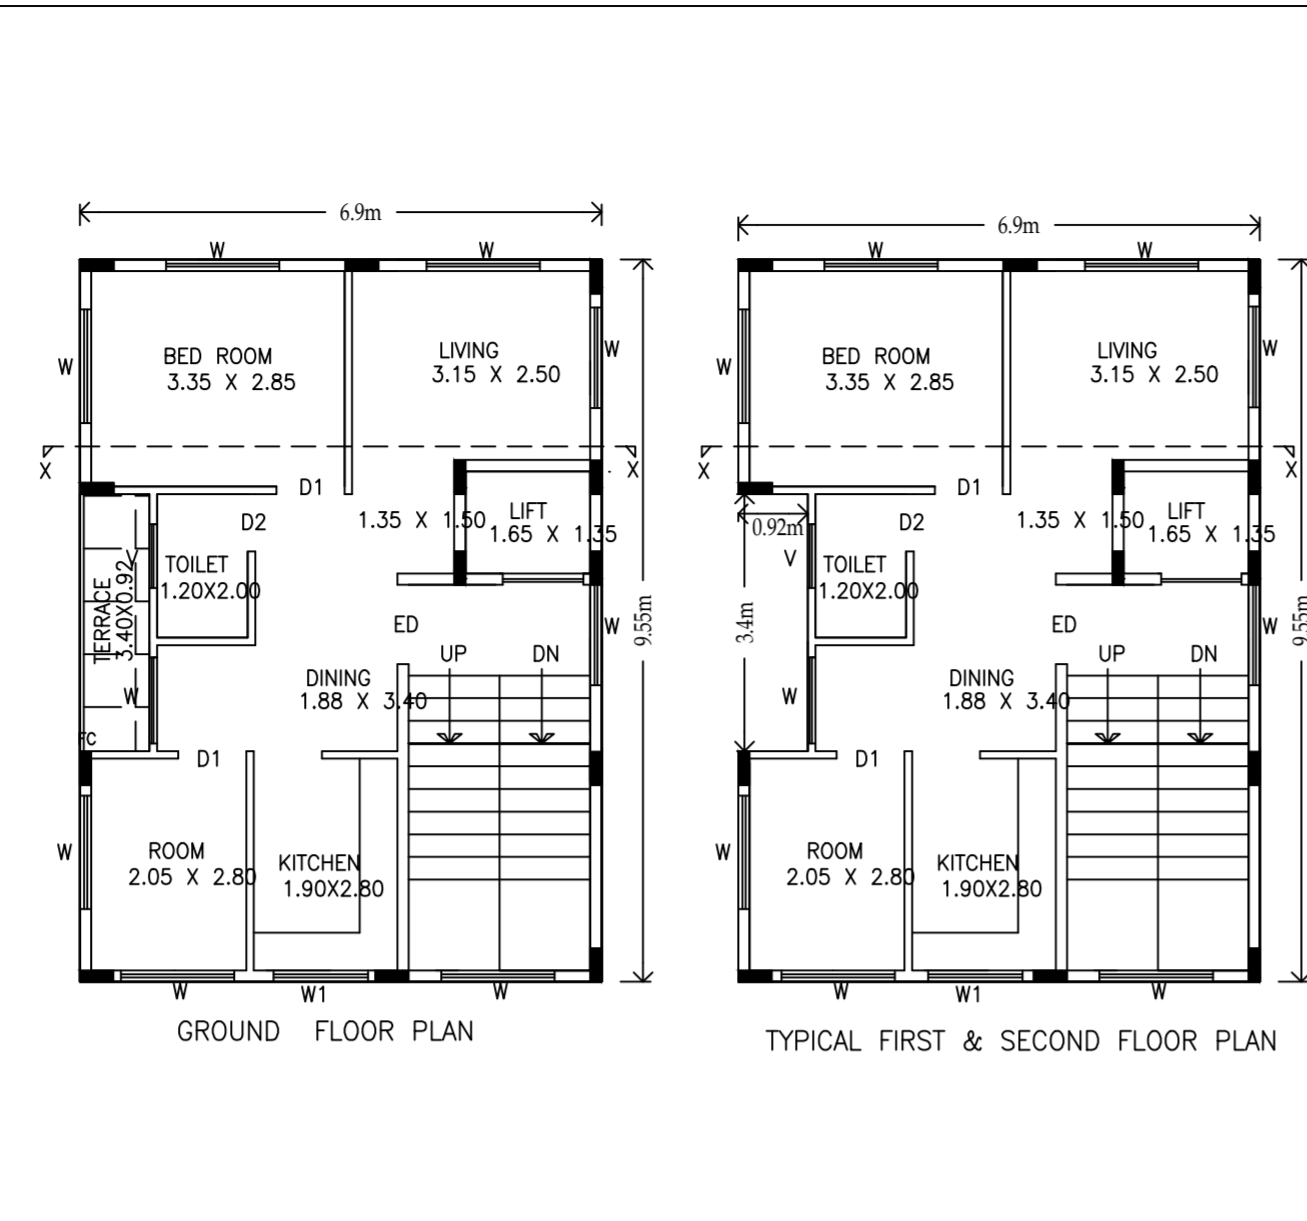 6.9m
W
W
W
BED ROOM
3.35 X 2.85
LIVING
3.15 X 2.50
W
X
X
D1
D2
1.35 X 1.50
LIFT
1.65 X 1.35
V
TOILET
1.20X2.00
TERRACE
3.40X0.92
ED
W
9.55m
UP
DN
W
DINING
1.88 X 3.40
FC
D1
W
ROOM
2.05 X 2.80
KITCHEN
1.90X2.80
W
W1
W
GROUND FLOOR PLAN
6.9m
W
W
W
BED ROOM
3.35 X 2.85
LIVING
3.15 X 2.50
W
X
X
D1
0.92m
D2
1.35 X 1.50
LIFT
1.65 X 1.35
V
TOILET
1.20X2.00
3.4m
ED
W
9.55m
UP
DN
W
DINING
1.88 X 3.40
D1
W
ROOM
2.05 X 2.80
KITCHEN
1.90X2.80
W
W1
W
TYPICAL FIRST & SECOND FLOOR PLAN